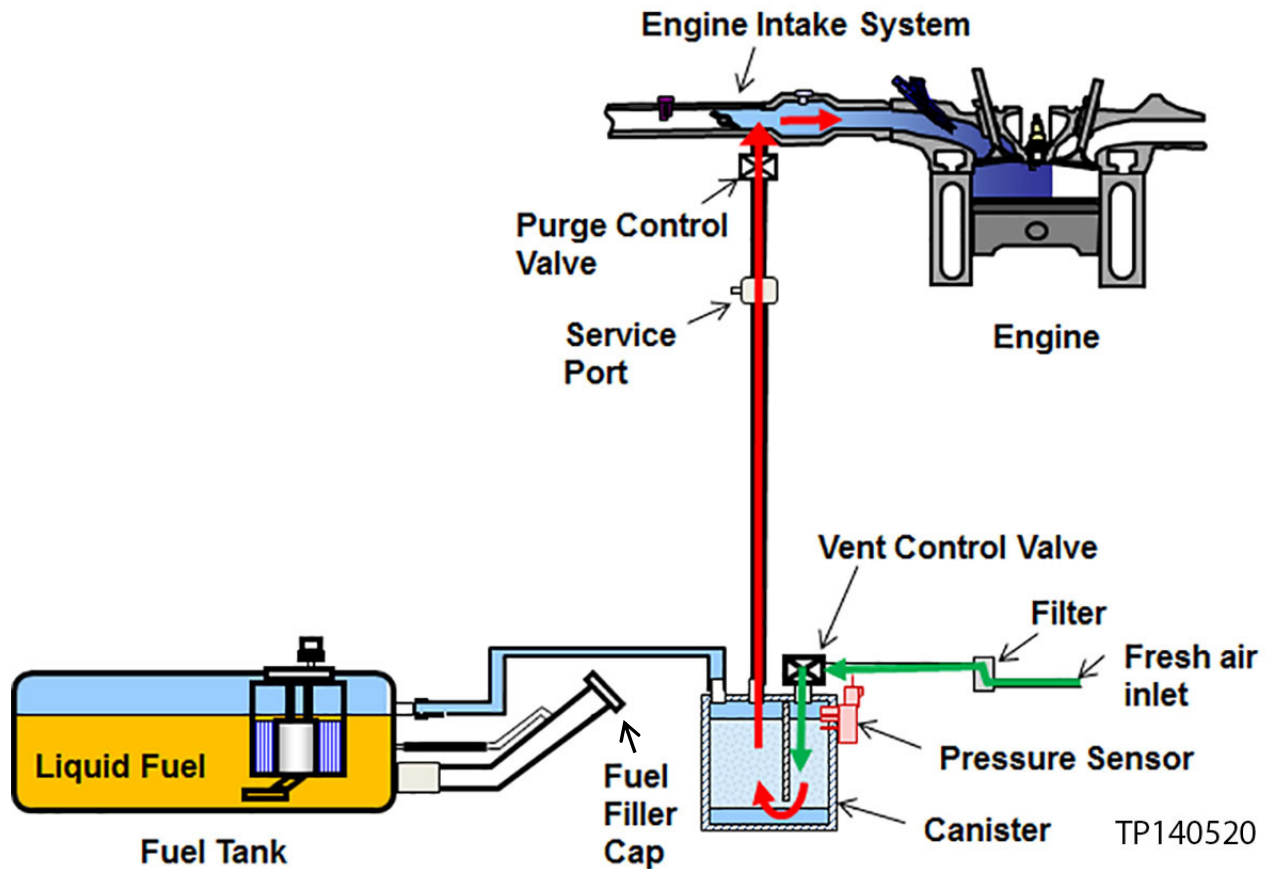 Engine Intake System
Purge Control
Valve
Service
Port
Engine
Vent Control Valve
Filter
Fresh air
inlet
Liquid Fuel
Fuel
Filler
Cap
Pressure Sensor
Canister
TP140520
Fuel Tank